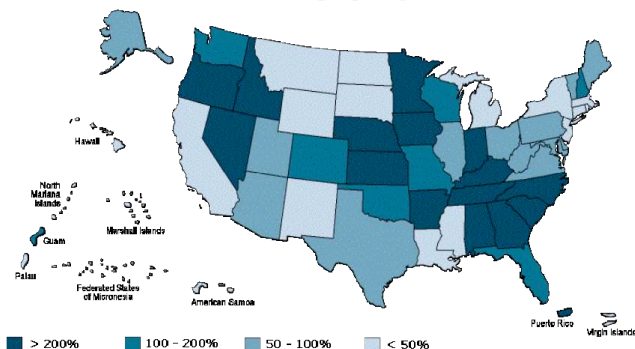 Hawaii
North
Mariana
Islands
Guam
Marshall Islands
Palau
Federated States
of Micronesia
American Samoa
Puerto Rico
Virgin Islands
> 200%
100 - 200%
50 - 100%
< 50%